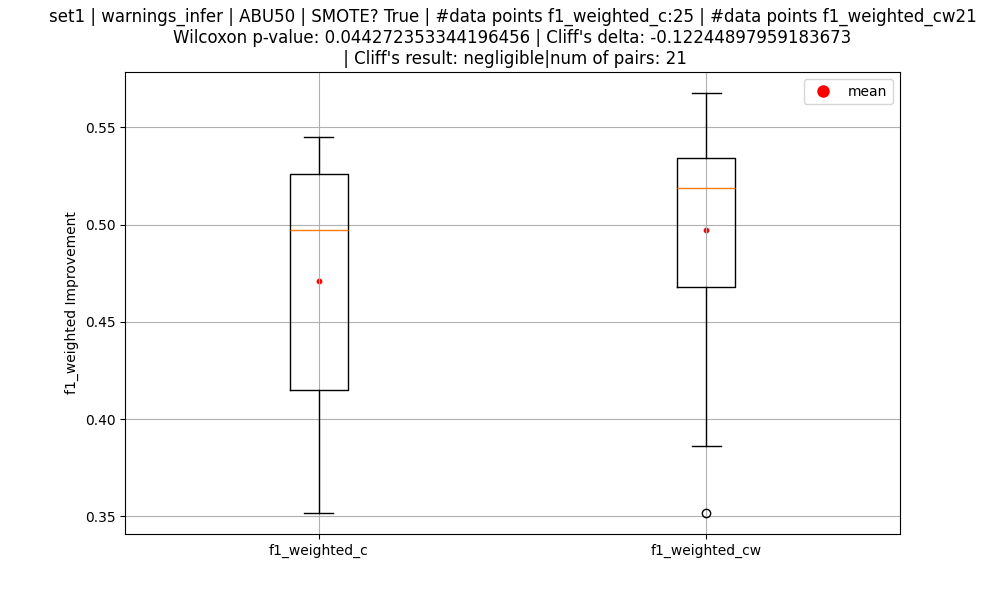 set1 | warnings_infer | ABU50 | SMOTE? True | #data points f1_weighted_c:25 | #data points f1_weighted_cw21
Wilcoxon p-value: 0.044272353344196456 | Cliff's delta: -0.12244897959183673
| Cliff's result: negligible|num of pairs: 21
mean
0.55
0.50
0.45
0.40
0.35
f1_weighted Improvement
f1_weighted_c
f1_weighted_cw